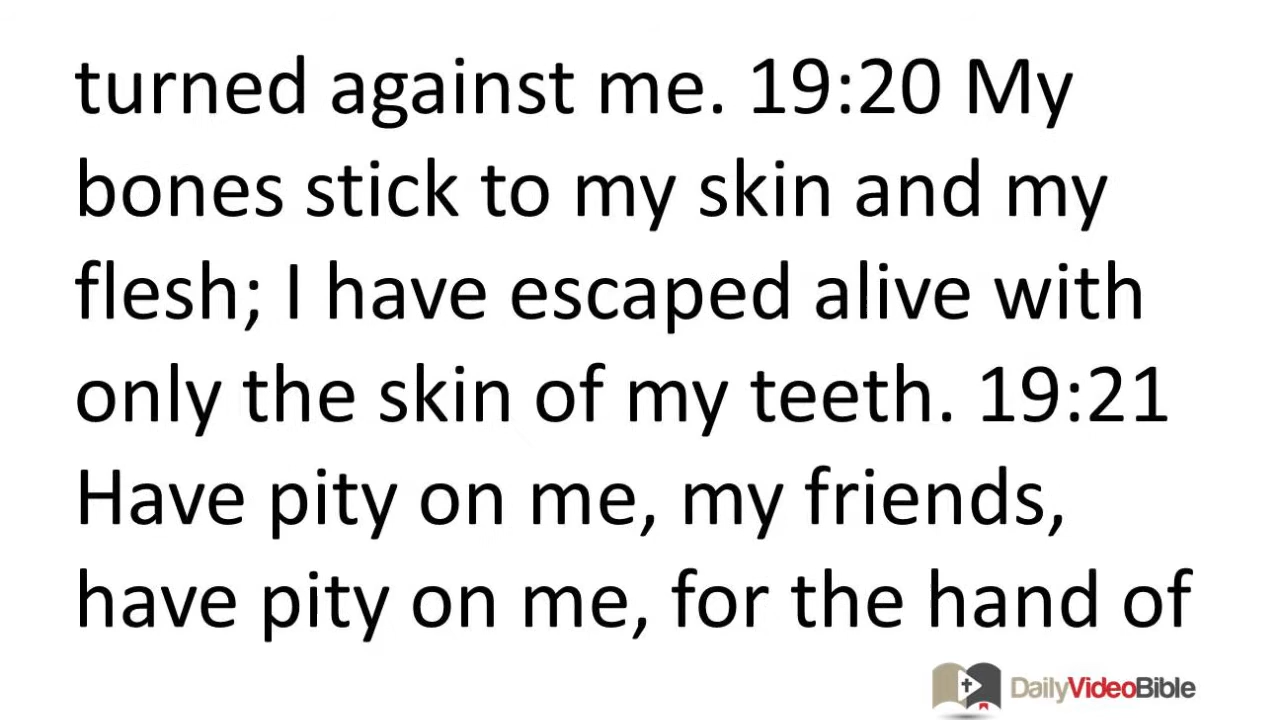 turned against me. 19:20 My
bones stick to my skin and my
flesh; I have escaped alive with
only the skin of my teeth. 19:21
Have pity on me, my friends,
have pity on me, for the hand of
DailyVideoBible